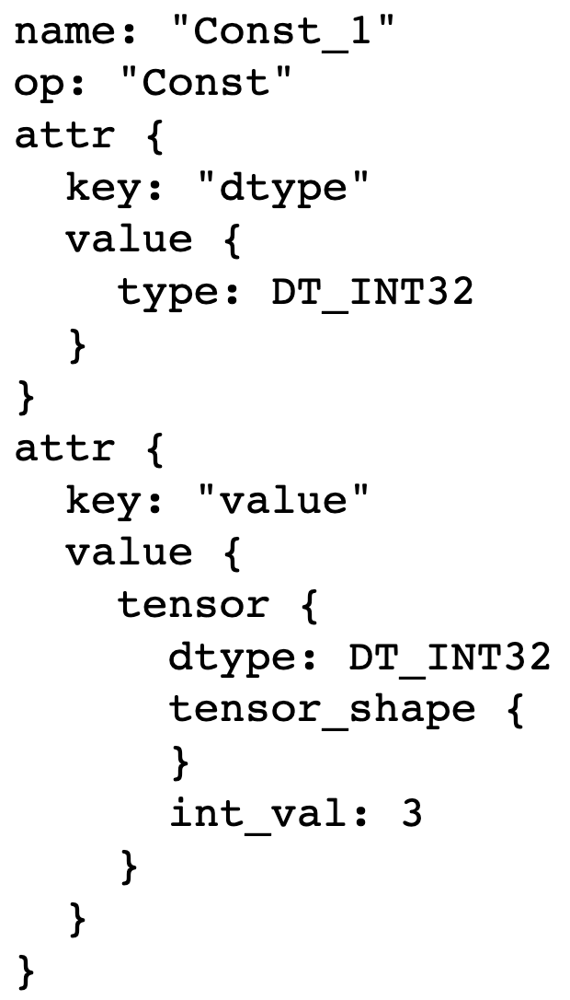 name: "Const_1"
op: "Const"
attr {
  key: "dtype"
  value {
    type: DT_INT32
  }
}
attr {
  key: "value"
  value {
    tensor {
      dtype: DT_INT32
      tensor_shape {
      }
      int_val: 3
    }
  }
}